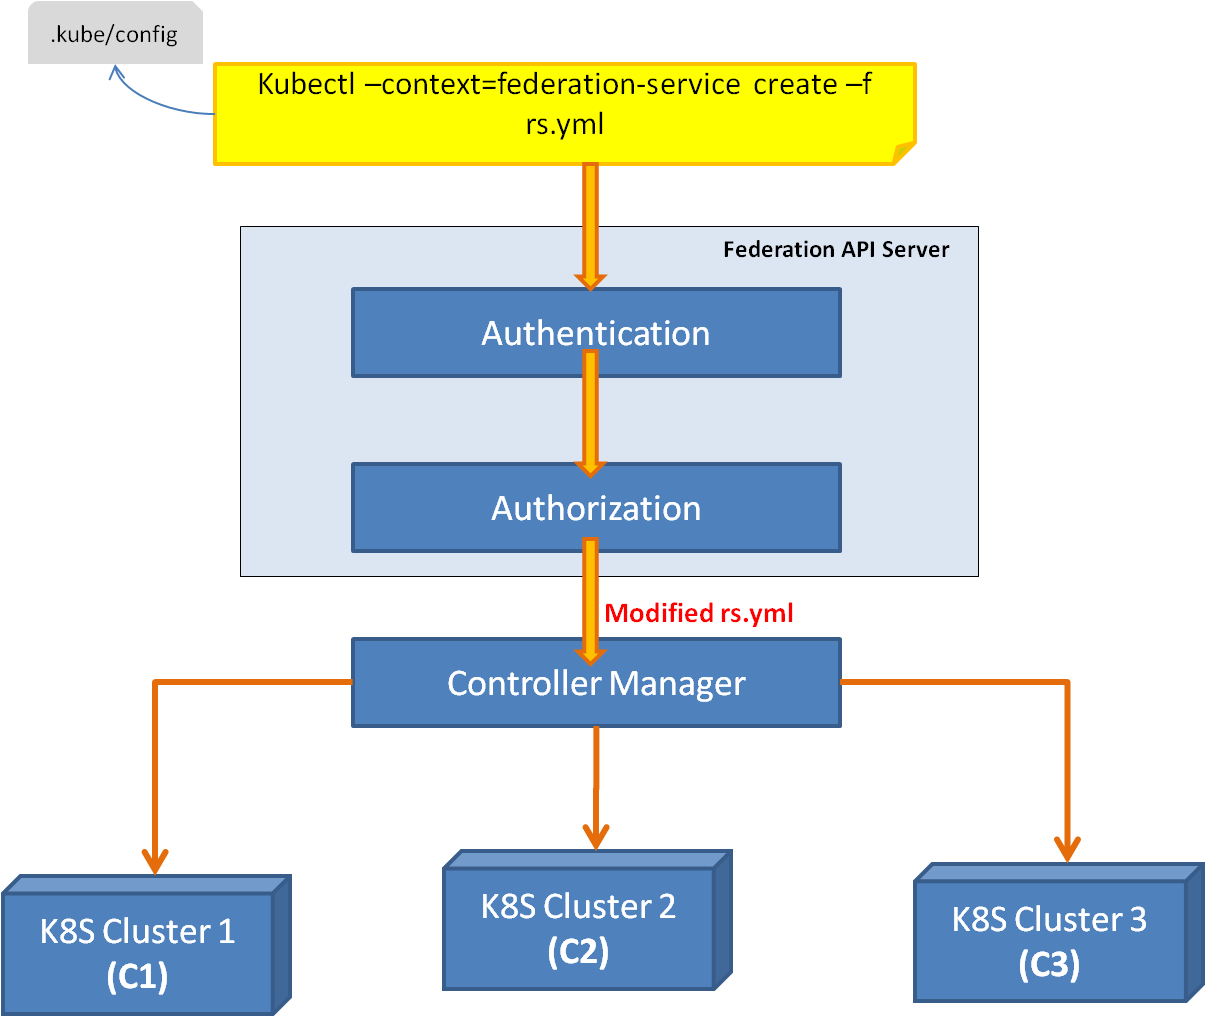 .kube/config
Kubectl –context=federation-service create –f
rs.yml
Federation API Server
Authentication
Authorization
Modified rs.yml
Controller Manager
K8S Cluster 1
(C1)
K8S Cluster 2
(C2)
K8S Cluster 3
(C3)